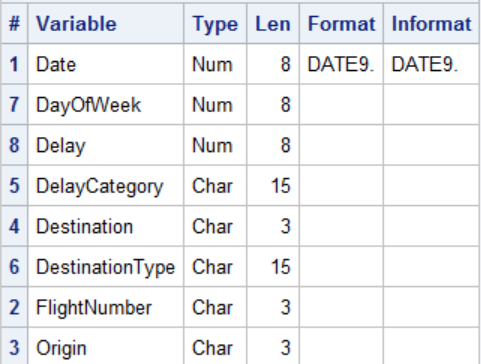 # Variable Type Len Format Informat
1 Date Num 8 DATE9. DATE9.
7 DayOfWeek Num 8
8 Delay Num 8
5 DelayCategory Char 15
4 Destination Char 3
6 DestinationType Char 15
2 FlightNumber Char 3
3 Origin Char 3